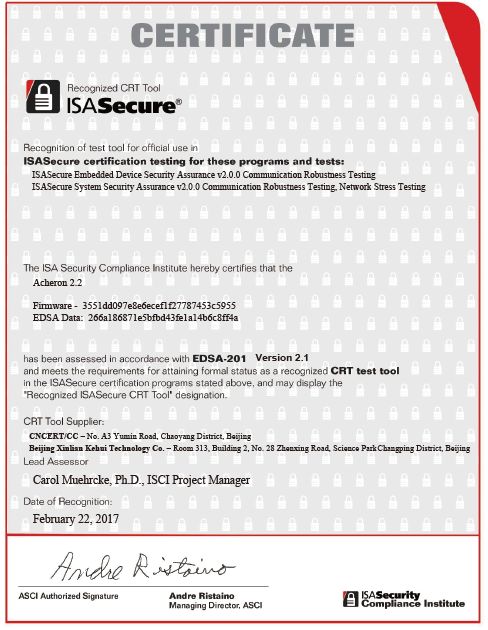 CERTIFICATE
Recognized CRT Tool
ISASecure®
Recognition of test tool for official use in
ISASecure certification testing for these programs and tests:
ISASecure Embedded Device Security Assurance v2.0.0 Communication Robustness Testing
ISASecure System Security Assurance v2.0.0 Communication Robustness Testing, Network Stress Testing
The ISA Security Compliance Institute hereby certifies that the
Acheron 2.2
Firmware - 3551dd097e8e6ecef1f27787453c5955
EDSA Data: 266a186871e5bfbd43fe1a14b6c8ff4a
has been assessed in accordance with EDSA-201 Version 2.1
and meets the requirements for attaining formal status as a recognized CRT test tool
in the ISASecure certification programs stated above, and may display the
"Recognized ISASecure CRT Tool" designation.
CRT Tool Supplier:
CNCERT/CC – No. A3 Yumin Road, Chaoyang District, Beijing
Beijing Xinlian Kehui Technology Co. – Room 313, Building 2, No. 28 Zhenxing Road, Science ParkChangping District, Beijing
Lead Assessor
Carol Muehrcke, Ph.D., ISCI Project Manager
Date of Recognition:
February 22, 2017
Andre Ristaino
ASCI Authorized Signature
Andre Ristaino
Managing Director, ASCI
ISASecurity
Compliance Institute